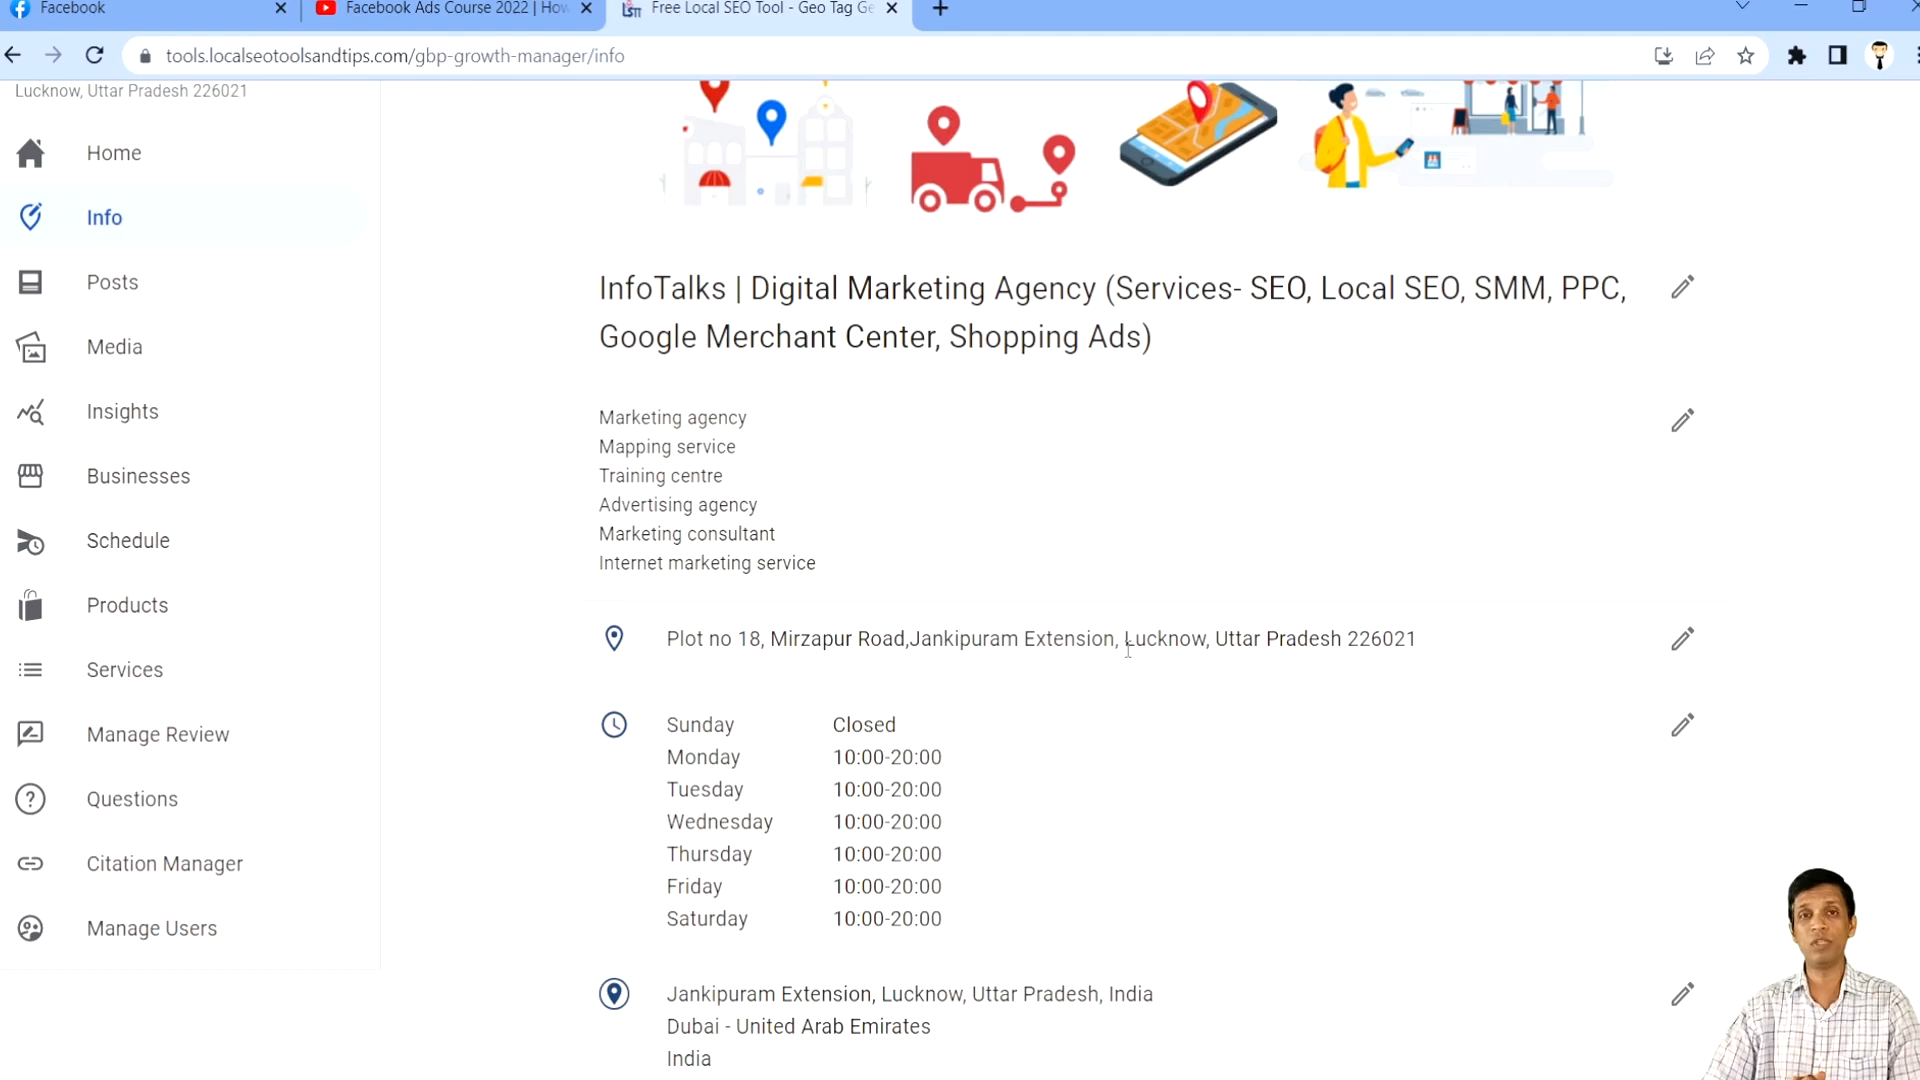 Facebook
Facebook Ads Course 2022 | How
Free Local SEO Tool - Geo Tag Ge
tools.localseotoolsandtips.com/gbp-growth-manager/info
Lucknow, Uttar Pradesh 226021
Home
Info
Posts
Media
Insights
Businesses
Schedule
Products
Services
Manage Review
Questions
Citation Manager
Manage Users
InfoTalks | Digital Marketing Agency (Services- SEO, Local SEO, SMM, PPC,
Google Merchant Center, Shopping Ads)
Marketing agency
Mapping service
Training centre
Advertising agency
Marketing consultant
Internet marketing service
Plot no 18, Mirzapur Road,Jankipuram Extension, Lucknow, Uttar Pradesh 226021
Sunday Closed
Monday 10:00-20:00
Tuesday 10:00-20:00
Wednesday 10:00-20:00
Thursday 10:00-20:00
Friday 10:00-20:00
Saturday 10:00-20:00
Jankipuram Extension, Lucknow, Uttar Pradesh, India
Dubai - United Arab Emirates
India